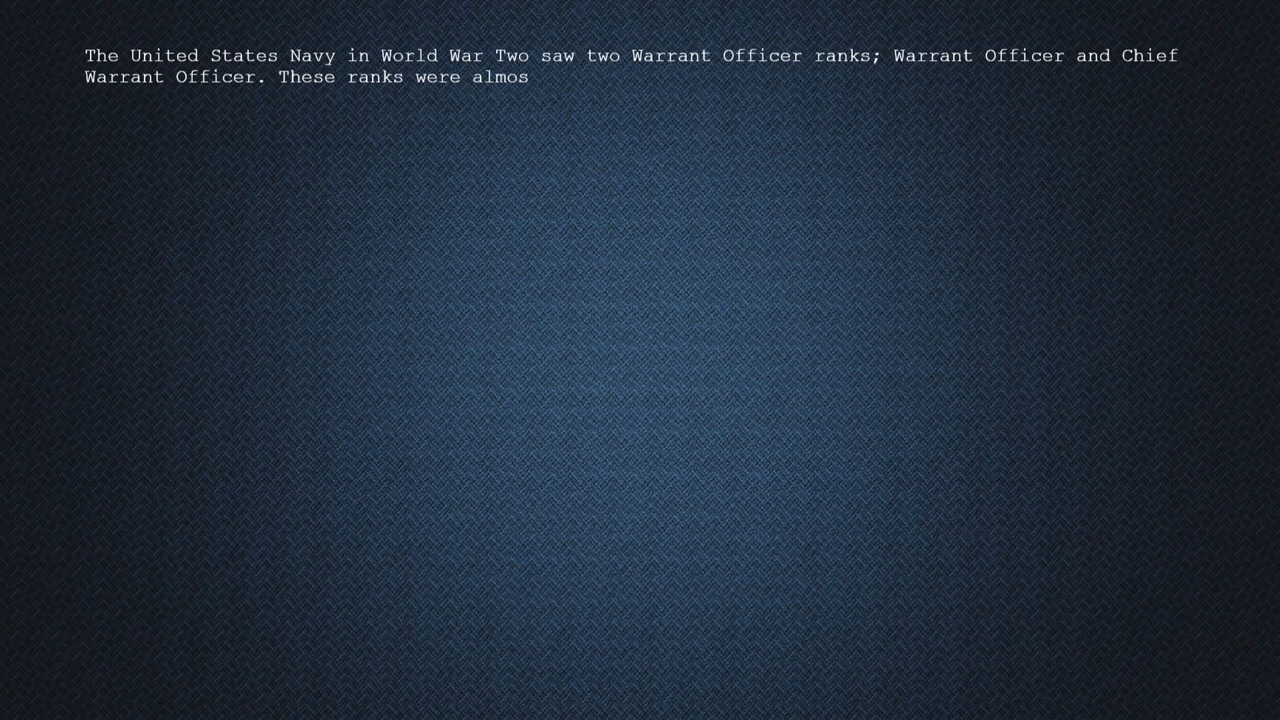 The United States Navy in World War Two saw two Warrant Officer ranks; Warrant Officer and Chief
Warrant Officer. These ranks were almos